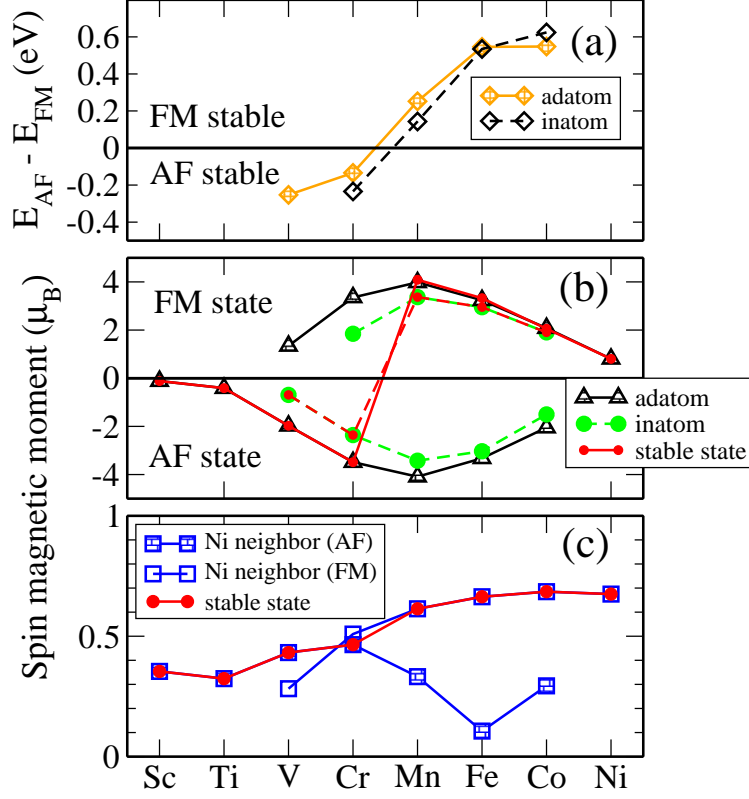 E_AF - E_FM (eV)
0.6
0.4
0.2
0
-0.2
-0.4
(a)
FM stable
AF stable
adatom
inatom
Spin magnetic moment (μ_B)
4
2
0
-2
-4
(b)
FM state
AF state
adatom
inatom
stable state
1
0.5
0
(c)
Ni neighbor (AF)
Ni neighbor (FM)
stable state
Sc Ti V Cr Mn Fe Co Ni